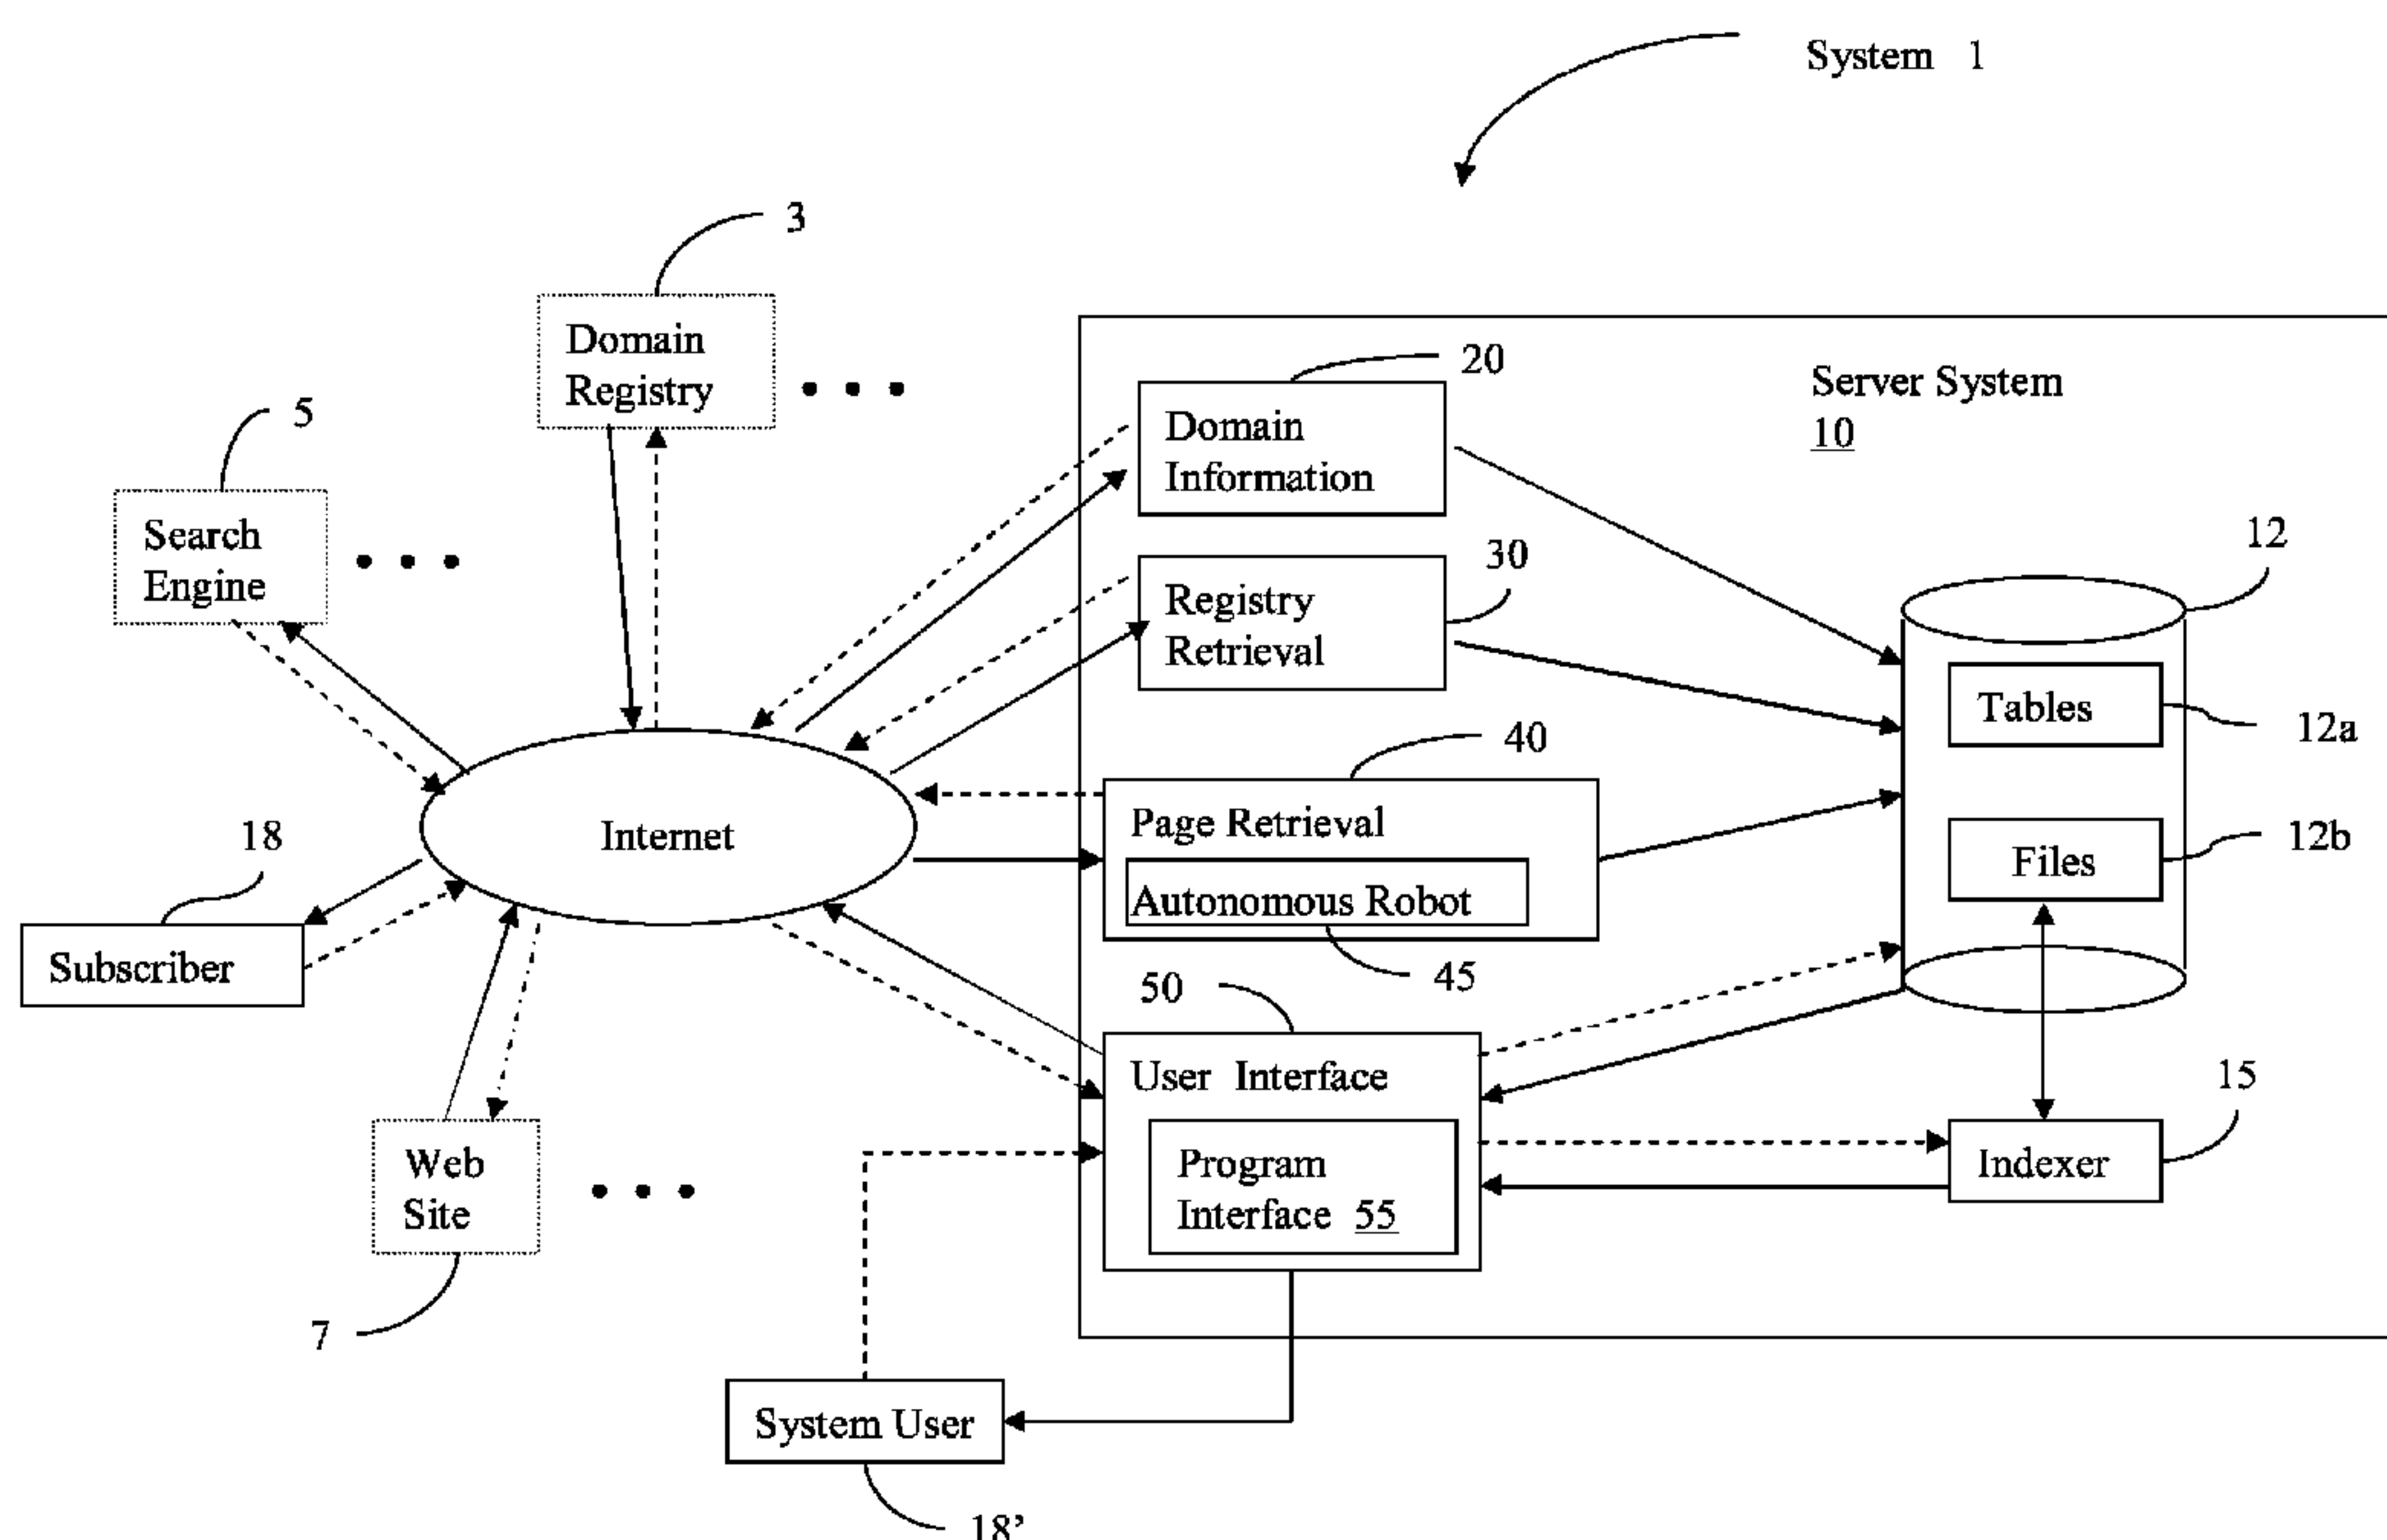 System 1
3
Domain
Registry
5
Search
Engine
20
Domain
Information
Server System
10
30
Registry
Retrieval
12
Tables
12a
40
Page Retrieval
Autonomous Robot
45
Files
12b
Internet
18
Subscriber
50
User Interface
Program
Interface 55
15
Indexer
Web
Site
7
System User
18’